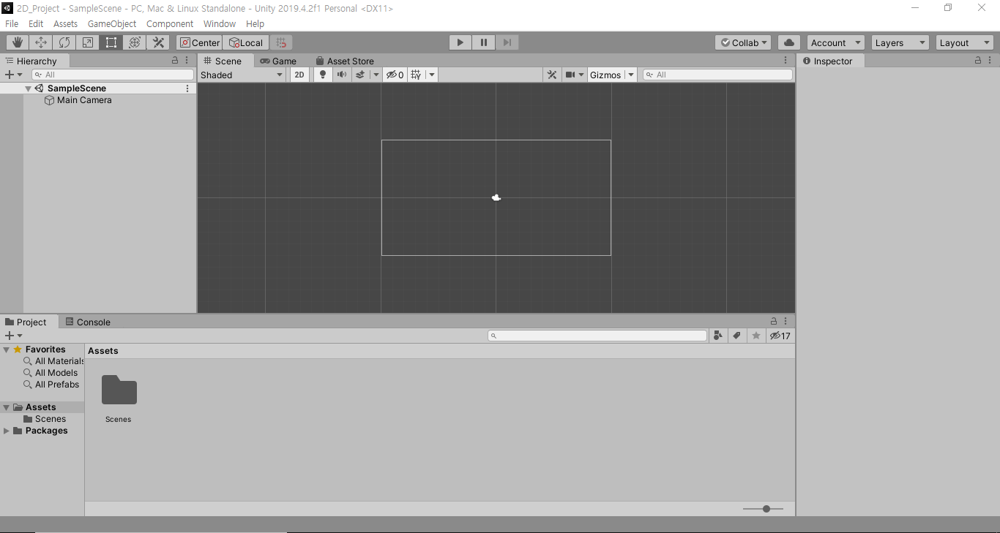 2D_Project - SampleScene - PC, Mac & Linux Standalone - Unity 2019.4.2f1 Personal <DX11>
File Edit Assets GameObject Component Window Help
Center Local Collab Account Layers Layout
Hierarchy
All
SampleScene
Main Camera
Scene Game Asset Store
Shaded 2D 0 Gizmos All
Inspector
Project Console
17
Favorites
All Materials
All Models
All Prefabs
Assets
Scenes
Packages
Assets
Scenes